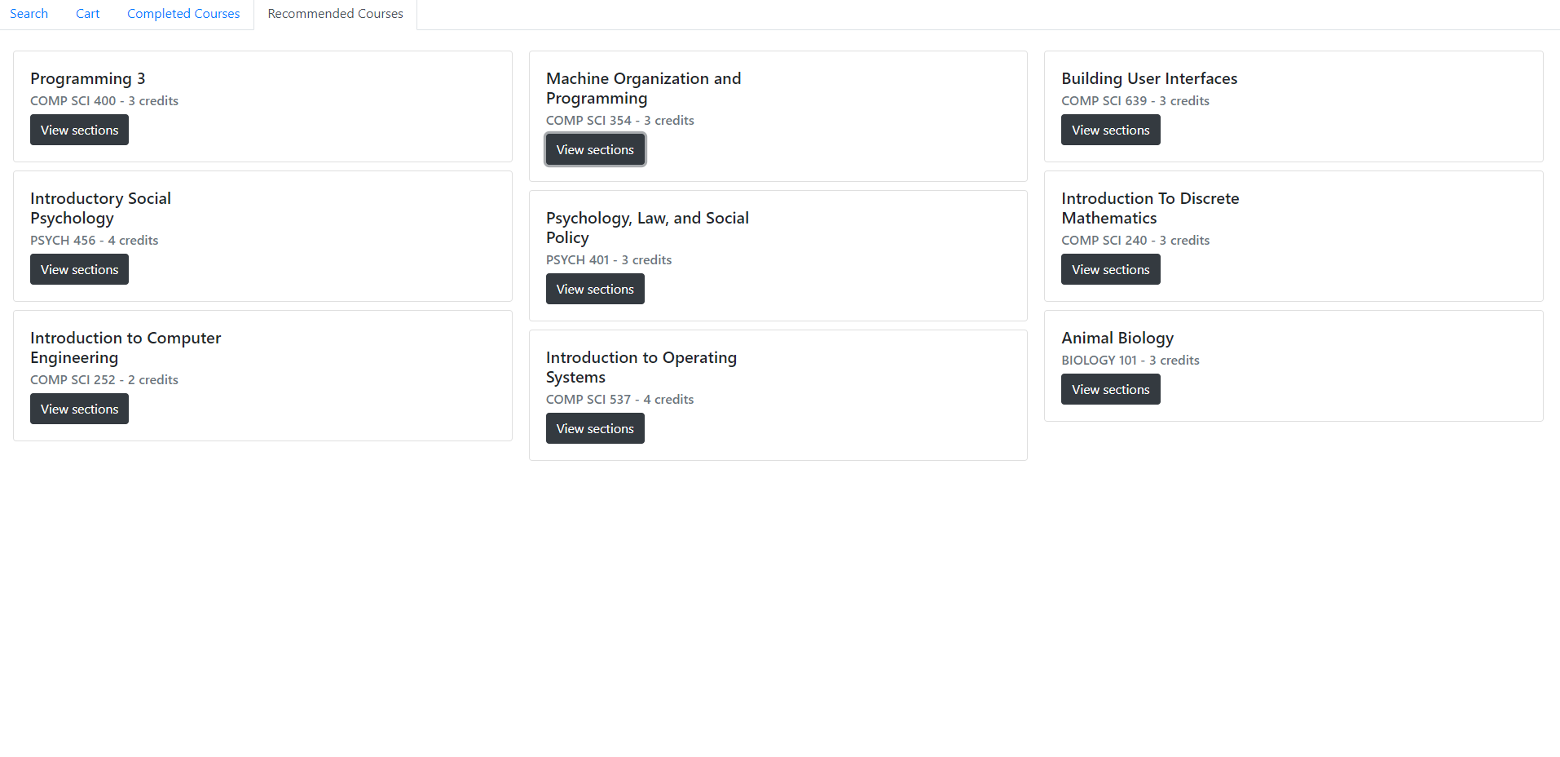 Search
Cart
Completed Courses
Recommended Courses
Programming 3
COMP SCI 400 - 3 credits
View sections
Introductory Social
Psychology
PSYCH 456 - 4 credits
View sections
Introduction to Computer
Engineering
COMP SCI 252 - 2 credits
View sections
Machine Organization and
Programming
COMP SCI 354 - 3 credits
View sections
Psychology, Law, and Social
Policy
PSYCH 401 - 3 credits
View sections
Introduction to Operating
Systems
COMP SCI 537 - 4 credits
View sections
Building User Interfaces
COMP SCI 639 - 3 credits
View sections
Introduction To Discrete
Mathematics
COMP SCI 240 - 3 credits
View sections
Animal Biology
BIOLOGY 101 - 3 credits
View sections